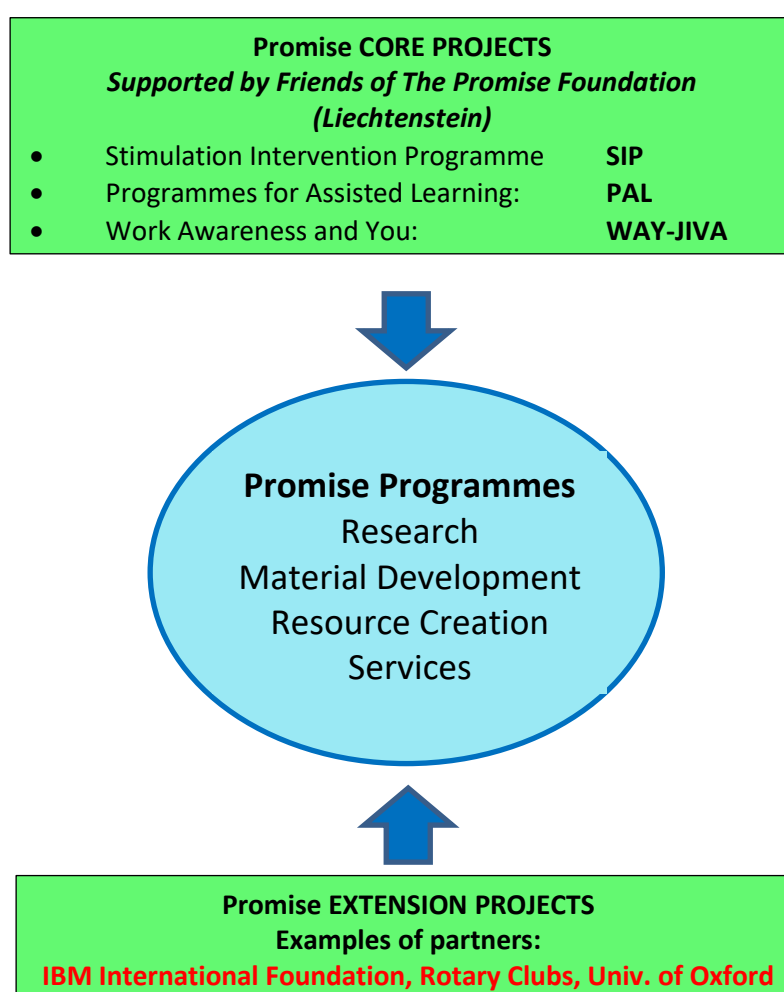 Promise CORE PROJECTS
Supported by Friends of The Promise Foundation
(Liechtenstein)
• Stimulation Intervention Programme SIP
• Programmes for Assisted Learning: PAL
• Work Awareness and You: WAY-JIVA
Promise Programmes
Research
Material Development
Resource Creation
Services
Promise EXTENSION PROJECTS
Examples of partners:
IBM International Foundation, Rotary Clubs, Univ. of Oxford